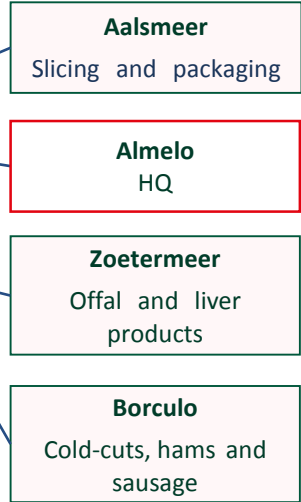 Aalsmeer
Slicing and packaging
Almelo
HQ
Zoetermeer
Offal and liver
products
Borculo
Cold-cuts, hams and
sausage